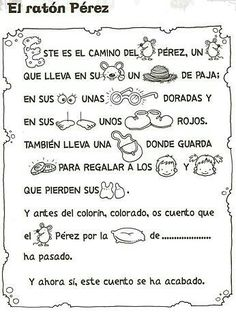 El ratón Pérez
ESTE ES EL CAMINO DEL PÉREZ, UN
QUE LLEVA EN SU UN DE PAJA;
EN SUS UNAS DORADAS Y
EN SUS UNOS ROJOS.
TAMBIÉN LLEVA UNA DONDE GUARDA
PARA REGALAR A LOS Y
QUE PIERDEN SUS .
Y antes del colorín, colorado, os cuento que
el Pérez por la de ..................
ha pasado.
Y ahora sí, este cuento se ha acabado.